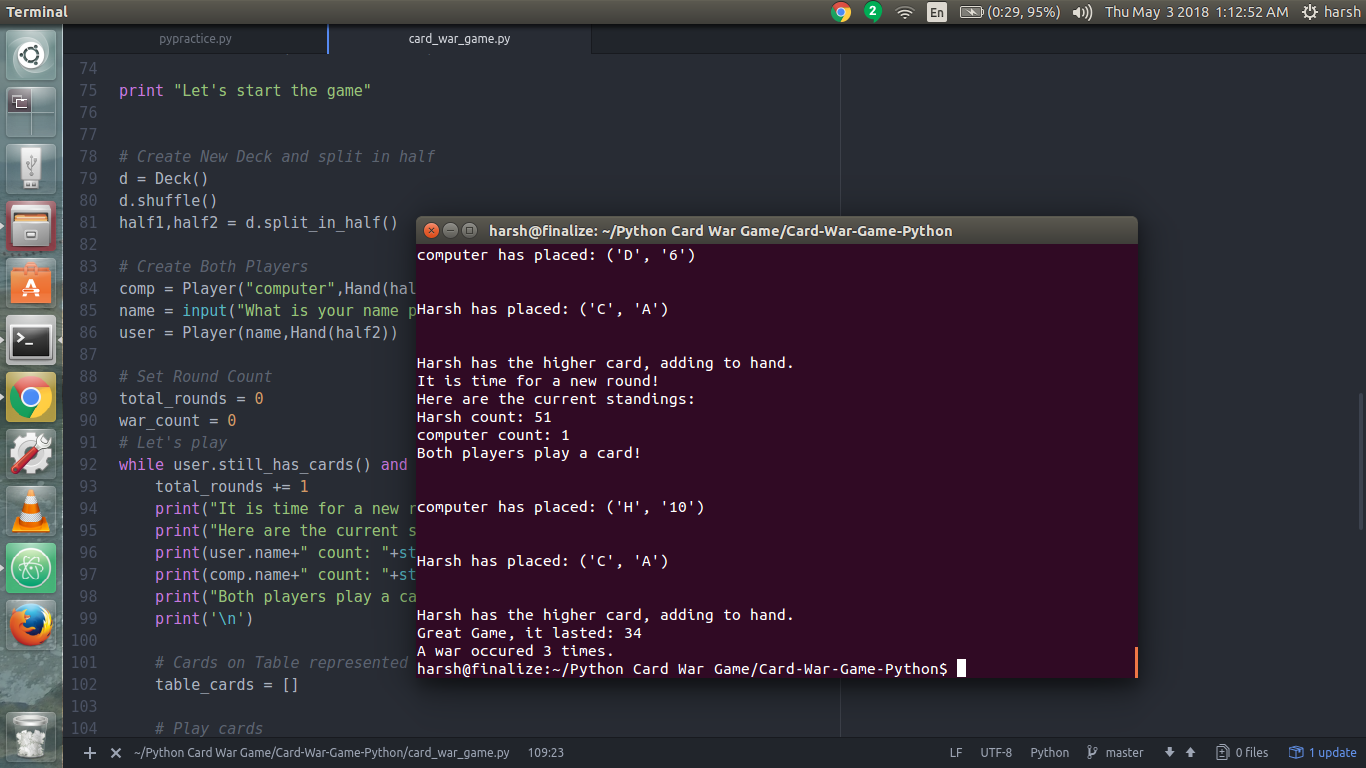 Terminal
2
En
(0:29, 95%)
Thu May 3 2018 1:12:52 AM
harsh
pypractice.py
card_war_game.py
74
75 print "Let's start the game"
76
77
78 # Create New Deck and split in half
79 d = Deck()
80 d.shuffle()
81 half1,half2 = d.split_in_half()
82
83 # Create Both Players
84 comp = Player("computer",Hand(hal
85 name = input("What is your name p
86 user = Player(name,Hand(half2))
87
88 # Set Round Count
89 total_rounds = 0
90 war_count = 0
91 # Let's play
92 while user.still_has_cards() and
93 total_rounds += 1
94 print("It is time for a new r
95 print("Here are the current s
96 print(user.name+" count: "+st
97 print(comp.name+" count: "+st
98 print("Both players play a ca
99 print('\n')
100
101 # Cards on Table represented
102 table_cards = []
103
104 # Play cards
harsh@finalize: ~/Python Card War Game/Card-War-Game-Python
computer has placed: ('D', '6')
Harsh has placed: ('C', 'A')
Harsh has the higher card, adding to hand.
It is time for a new round!
Here are the current standings:
Harsh count: 51
computer count: 1
Both players play a card!
computer has placed: ('H', '10')
Harsh has placed: ('C', 'A')
Harsh has the higher card, adding to hand.
Great Game, it lasted: 34
A war occured 3 times.
harsh@finalize:~/Python Card War Game/Card-War-Game-Python$
~/Python Card War Game/Card-War-Game-Python/card_war_game.py
109:23
LF
UTF-8
Python
master
0 files
1 update